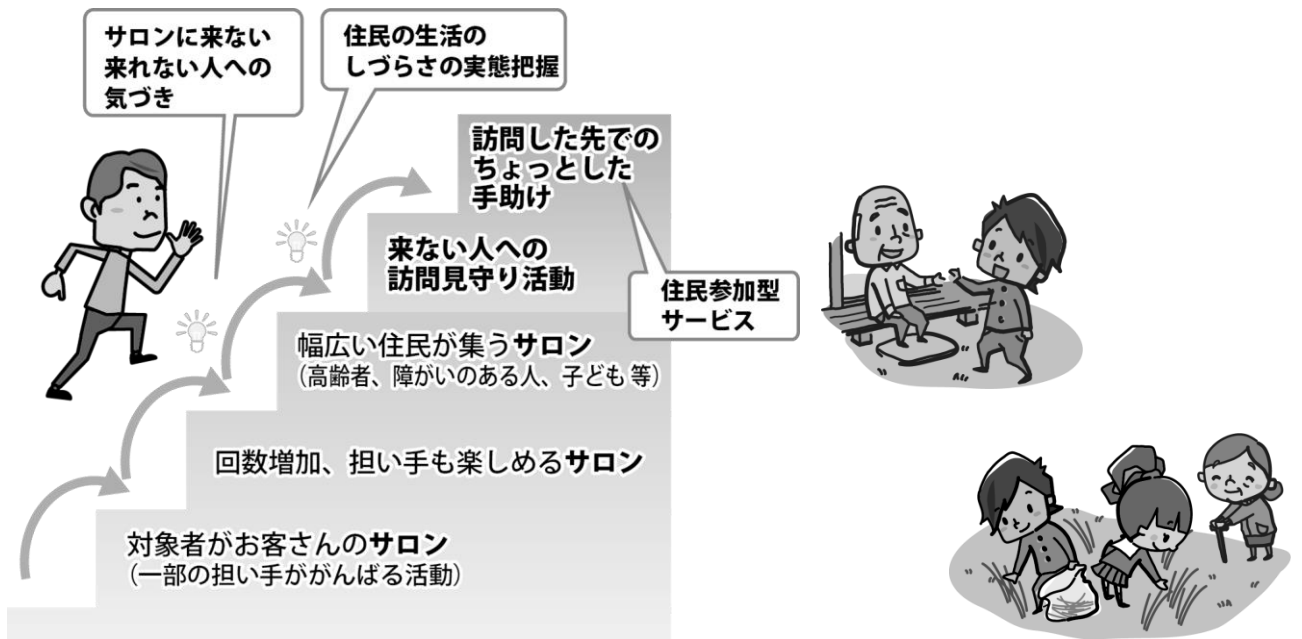 サロンに来ない
来れない人への
気づき
住民の生活の
しづらさの実態把握
訪問した先での
ちょっとした
手助け
来ない人への
訪問見守り活動
住民参加型
サービス
幅広い住民が集うサロン
（高齢者、障がいのある人、子ども 等）
回数増加、担い手も楽しめるサロン
対象者がお客さんのサロン
（一部の担い手ががんばる活動）